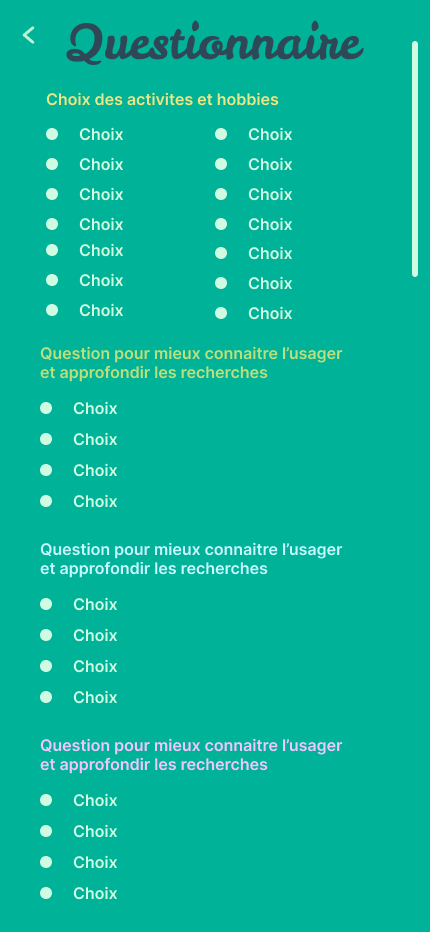 Questionnaire
Choix des activites et hobbies
Choix
Choix
Choix
Choix
Choix
Choix
Choix
Choix
Choix
Choix
Choix
Choix
Choix
Choix
Question pour mieux connaitre l'usager
et approfondir les recherches
Choix
Choix
Choix
Choix
Question pour mieux connaitre l'usager
et approfondir les recherches
Choix
Choix
Choix
Choix
Question pour mieux connaitre l'usager
et approfondir les recherches
Choix
Choix
Choix
Choix